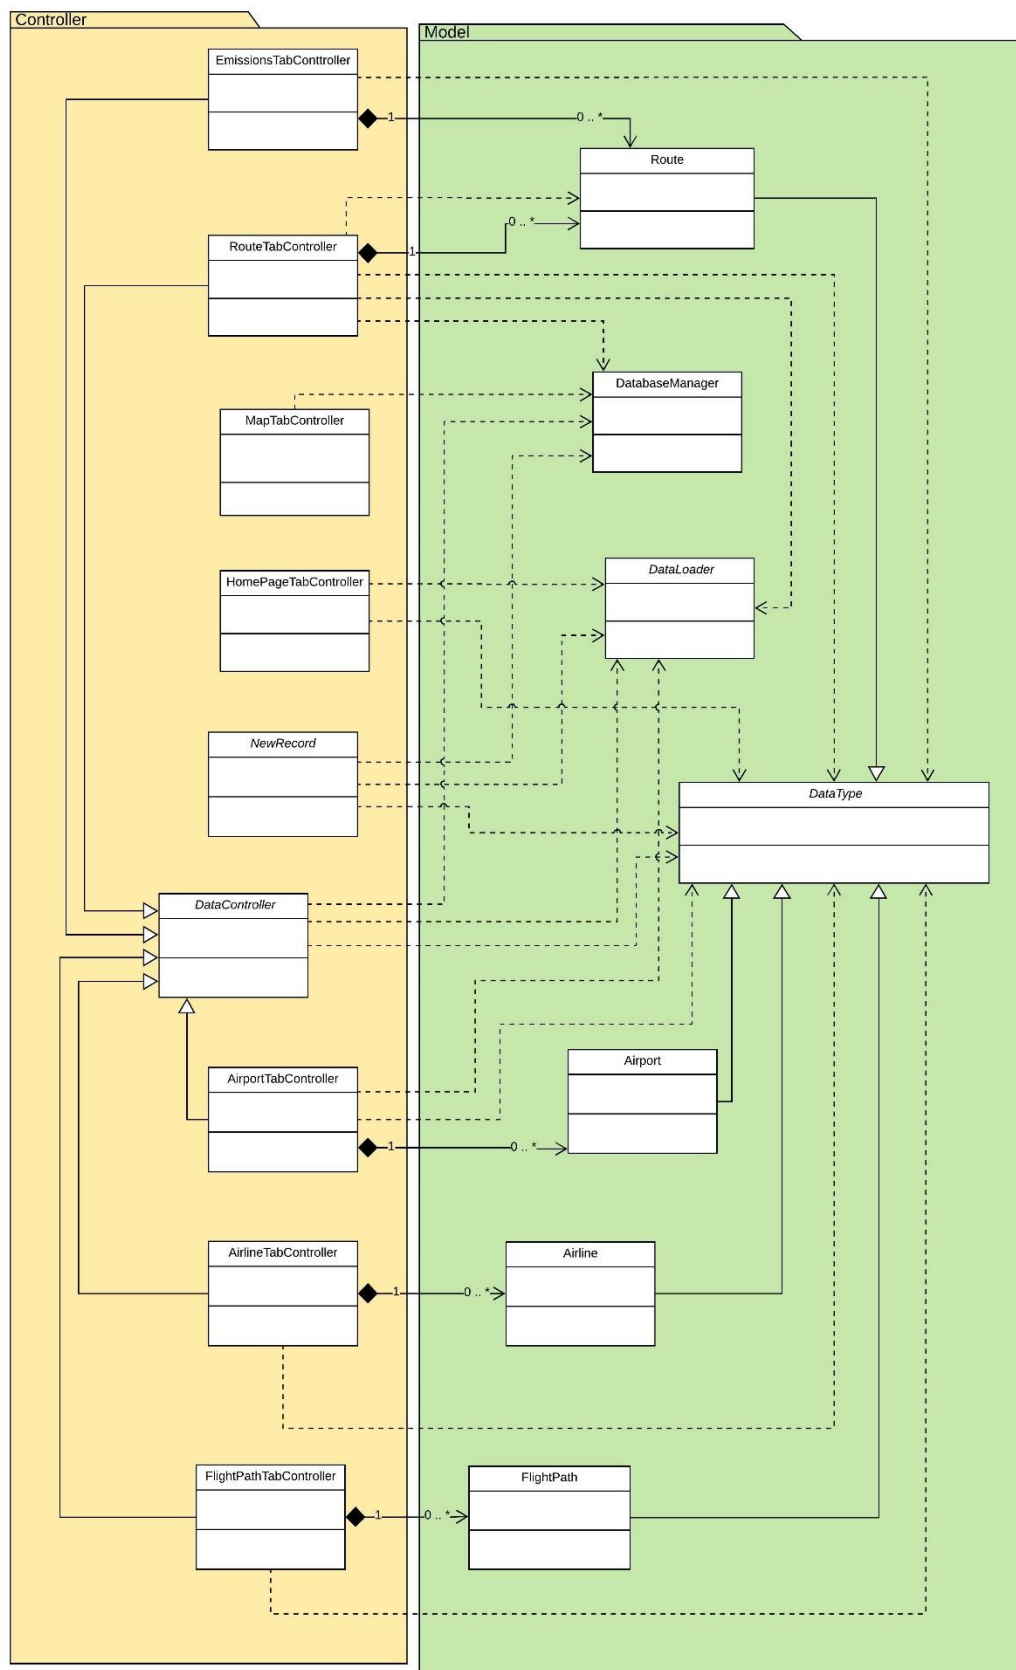 Controller
Model
EmissionsTabConttroller
1
0 .. *
Route
RouteTabController
1
0 .. *
DatabaseManager
MapTabController
DataLoader
HomePageTabController
NewRecord
DataType
DataController
Airport
AirportTabController
1
0 .. *
AirlineTabController
1
0 .. *
Airline
FlightPathTabController
1
0 .. *
FlightPath